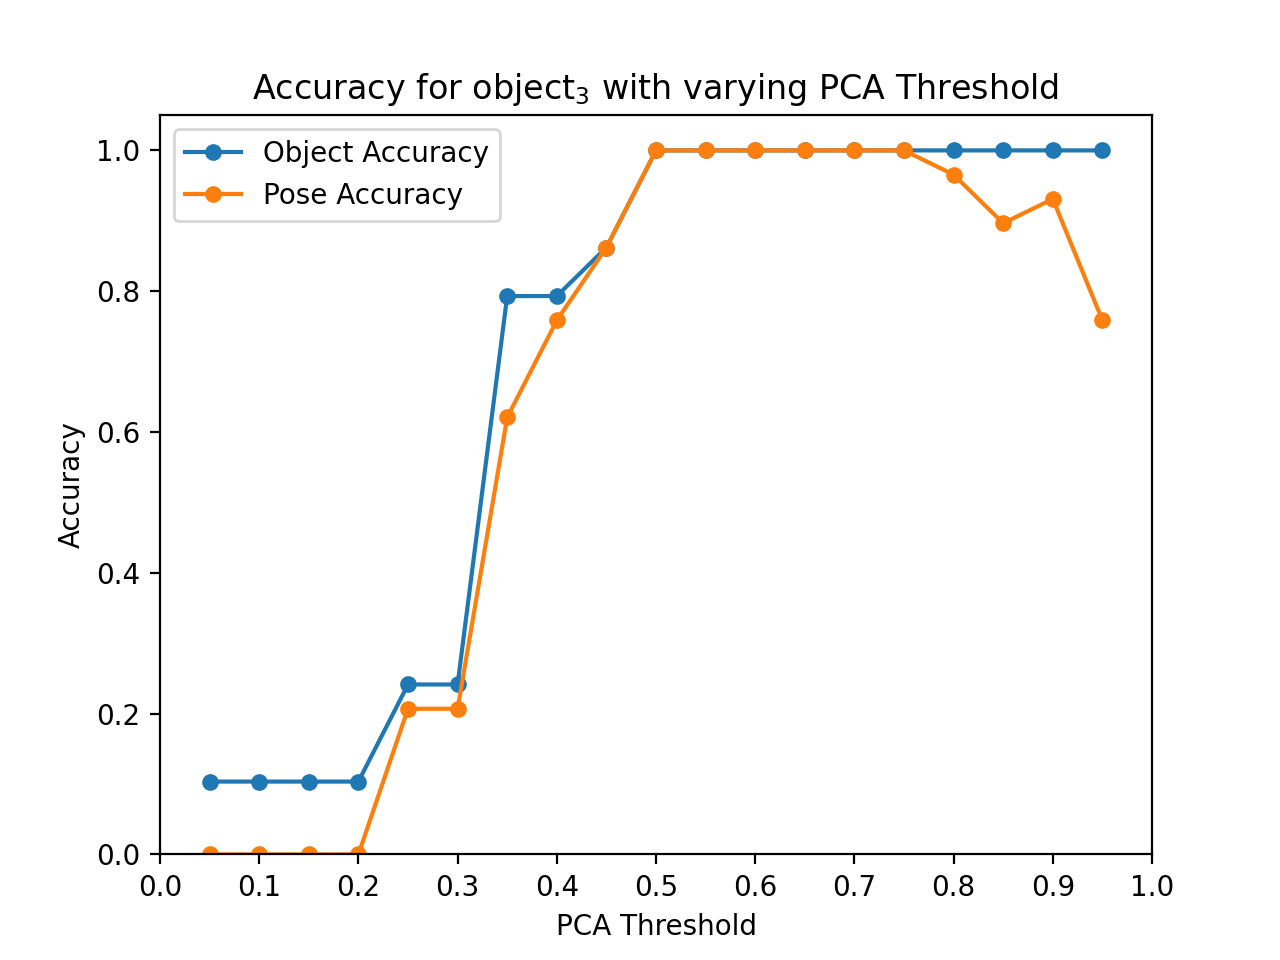 Accuracy for object₃ with varying PCA Threshold
Object Accuracy
Pose Accuracy
1.0
0.8
0.6
0.4
0.2
0.0
Accuracy
0.0 0.1 0.2 0.3 0.4 0.5 0.6 0.7 0.8 0.9 1.0
PCA Threshold